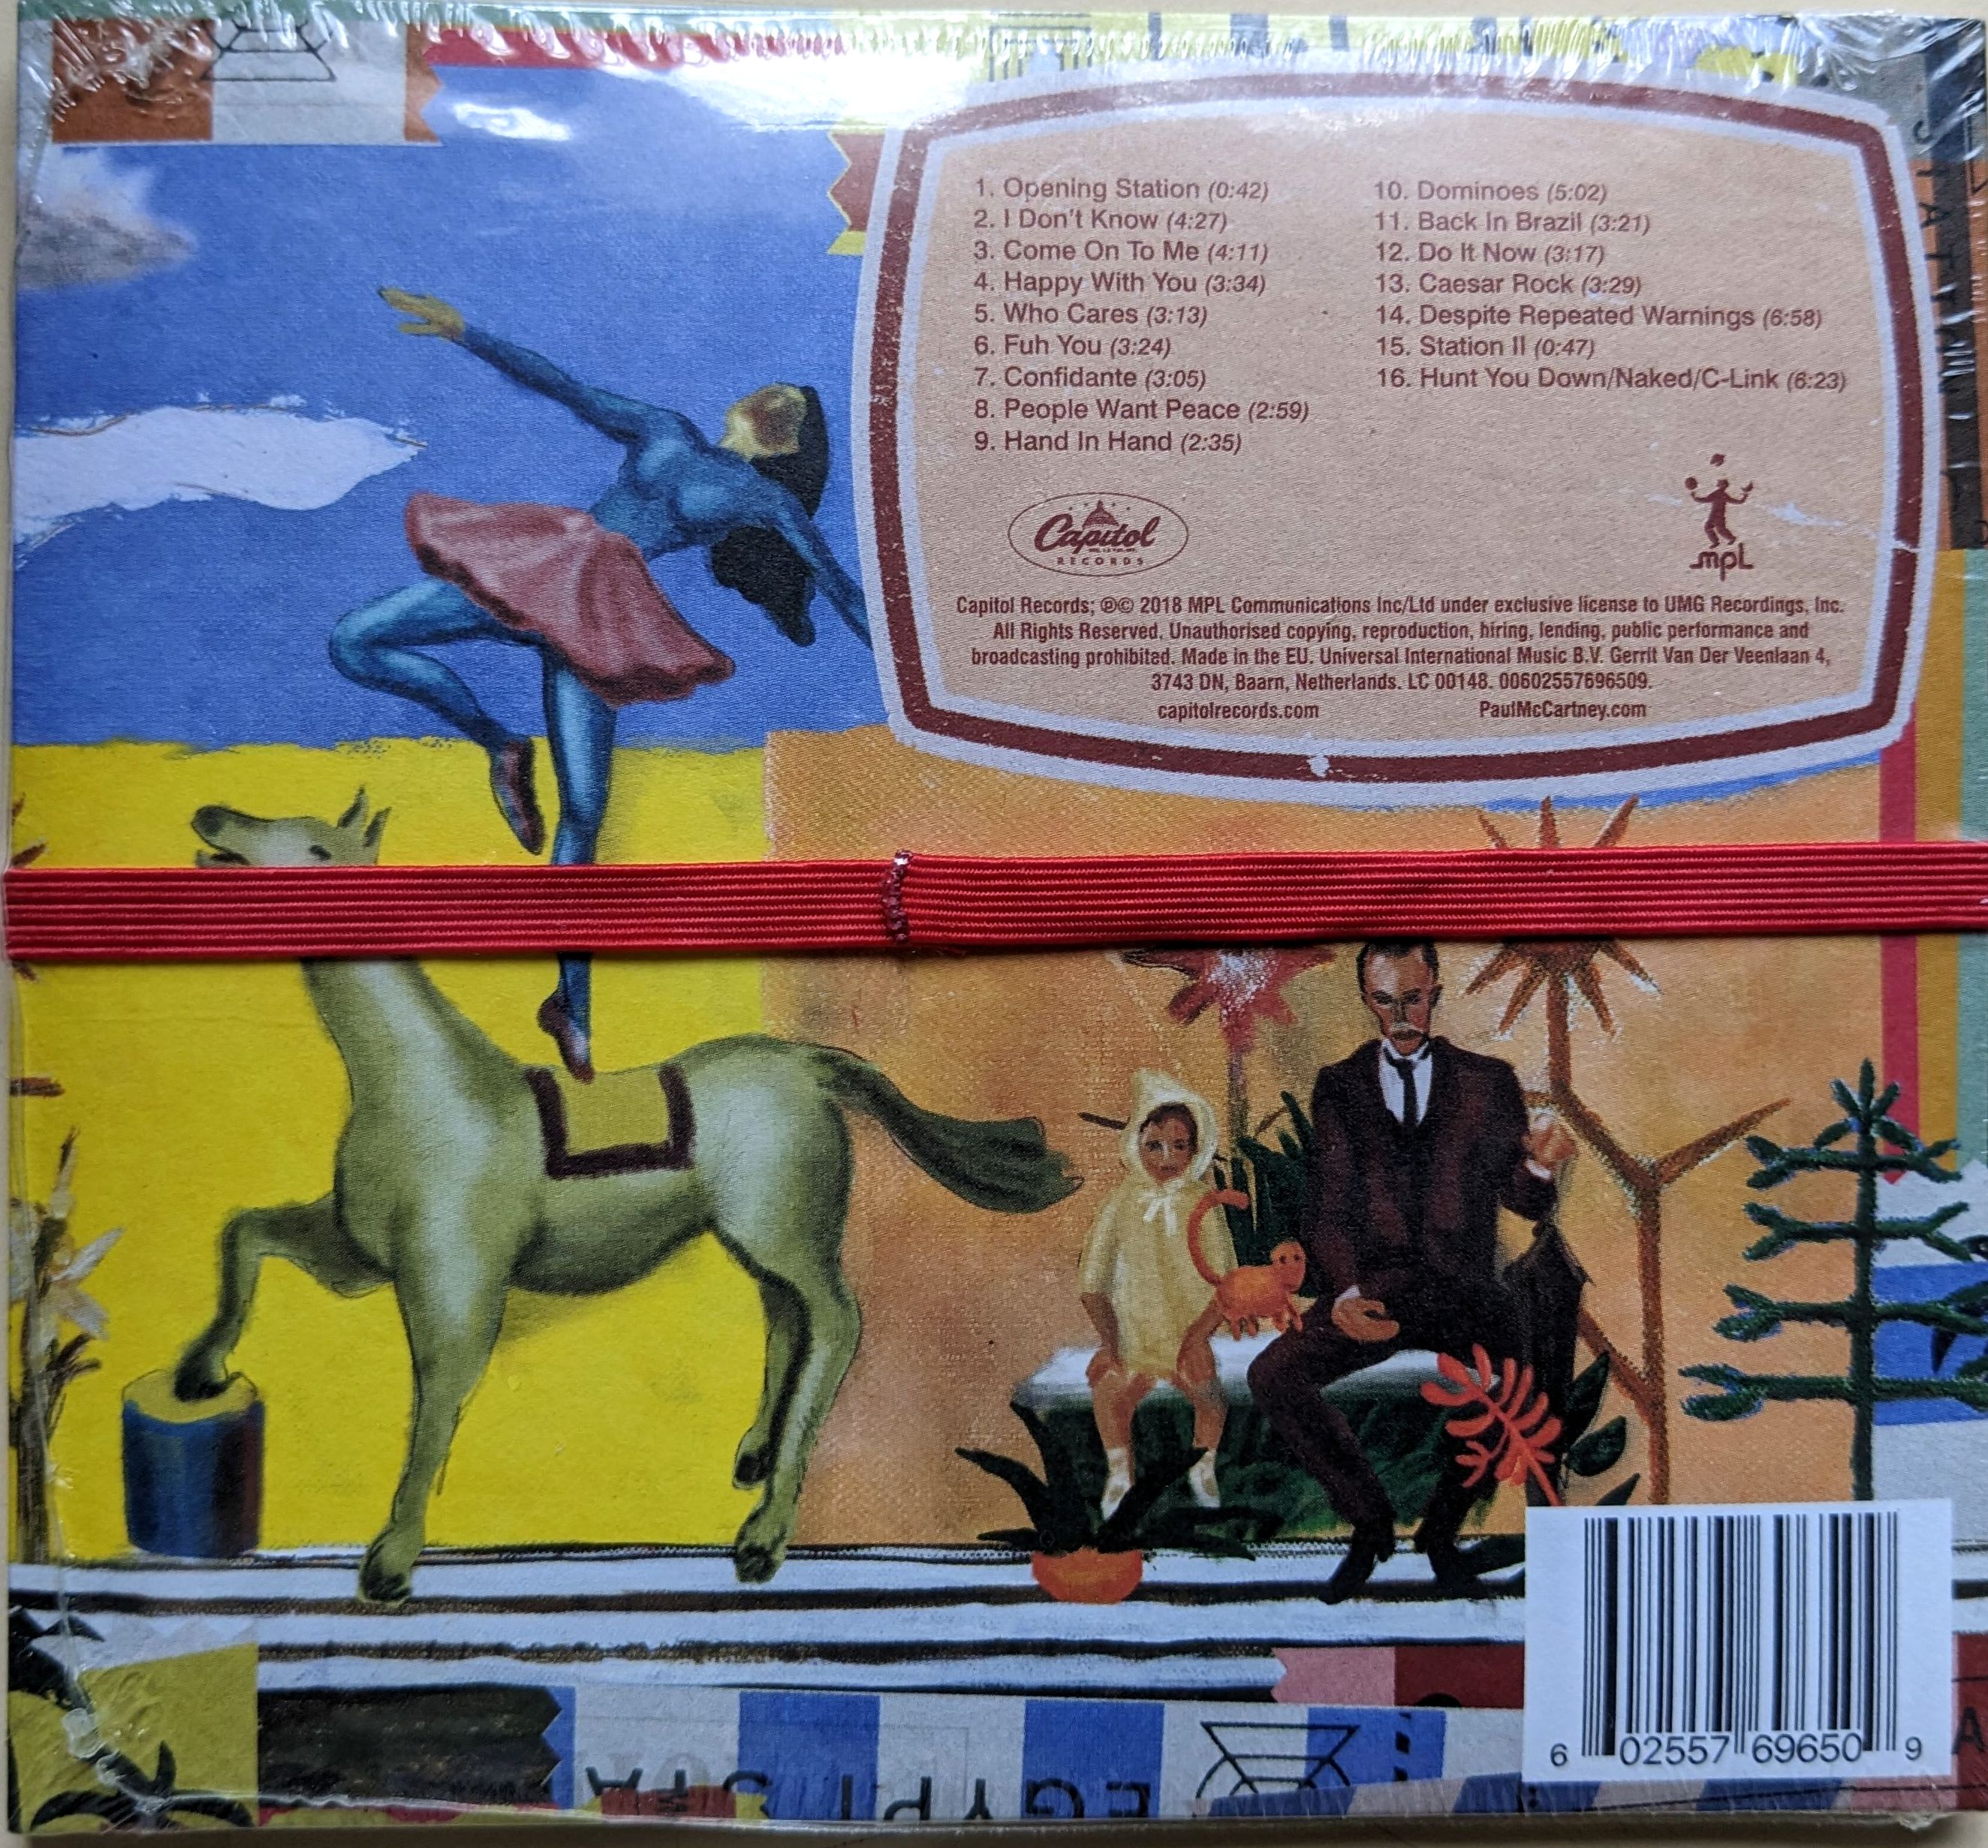 1. Opening Station (0:42)
2. I Don't Know (4:27)
3. Come On To Me (4:11)
4. Happy With You (3:34)
5. Who Cares (3:13)
6. Fuh You (3:24)
7. Confidante (3:05)
8. People Want Peace (2:59)
9. Hand In Hand (2:35)
10. Dominoes (5:02)
11. Back In Brazil (3:21)
12. Do It Now (3:17)
13. Caesar Rock (3:29)
14. Despite Repeated Warnings (6:58)
15. Station II (0:47)
16. Hunt You Down/Naked/C-Link (6:23)
Capitol
RECORDS
mpL
Capitol Records; ℗© 2018 MPL Communications Inc/Ltd under exclusive license to UMG Recordings, Inc.
All Rights Reserved. Unauthorised copying, reproduction, hiring, lending, public performance and
broadcasting prohibited. Made in the EU. Universal International Music B.V. Gerrit Van Der Veenlaan 4,
3743 DN, Baarn, Netherlands. LC 00148. 00602557696509.
capitolrecords.com PaulMcCartney.com
6 02557 69650 9
EGYPT STA